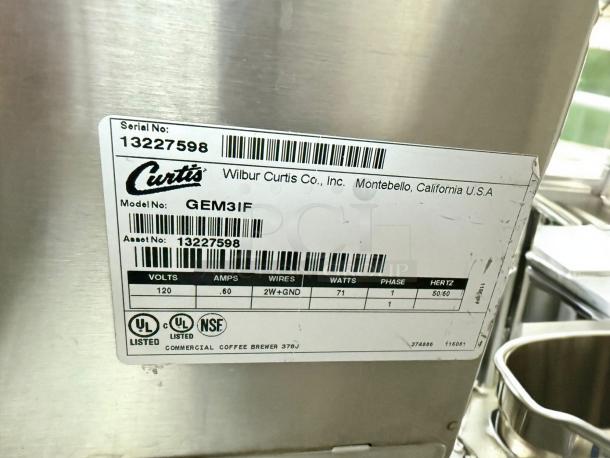 Serial No:
13227598
Curtis Wilbur Curtis Co., Inc. Montebello, California U.S.A
Model No: GEM3IF
Asset No: 13227598
VOLTS AMPS WIRES WATTS PHASE HERTZ
120 .60 2W+GND 71 1 50/60
1
UL LISTED c UL LISTED NSF
COMMERCIAL COFFEE BREWER 378J